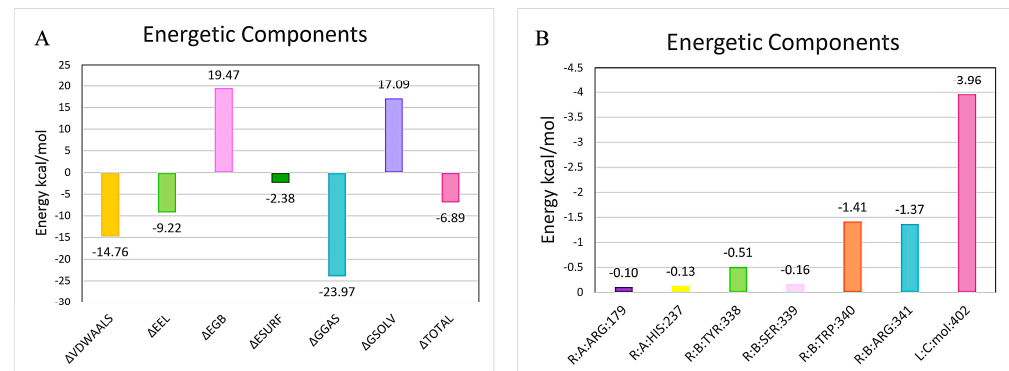 A
Energetic Components
Energy kcal/mol
25
20
15
10
5
0
-5
-10
-15
-20
-25
-30
-14.76
-9.22
19.47
-2.38
-23.97
17.09
-6.89
ΔVDWAALS
ΔEEL
ΔEGB
ΔESURF
ΔGGAS
ΔGSOLV
ΔTOTAL
B
Energetic Components
Energy kcal/mol
-4.5
-4
-3.5
-3
-2.5
-2
-1.5
-1
-0.5
0
-0.10
-0.13
-0.51
-0.16
-1.41
-1.37
3.96
R:A:ARG:179
R:A:HIS:237
R:B:TYR:338
R:B:SER:339
R:B:TRP:340
R:B:ARG:341
L:C:mol:402